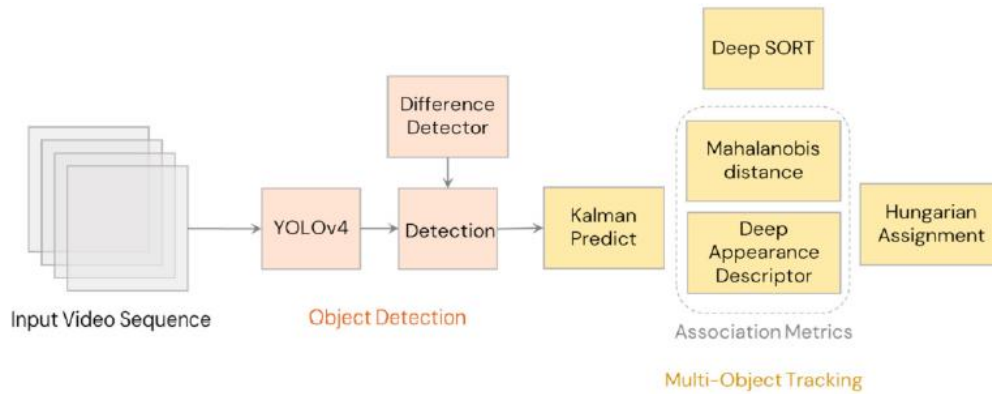 Deep SORT
Difference
Detector
Mahalanobis
distance
YOLOv4
Detection
Kalman
Predict
Deep
Appearance
Descriptor
Hungarian
Assignment
Input Video Sequence
Object Detection
Association Metrics
Multi-Object Tracking